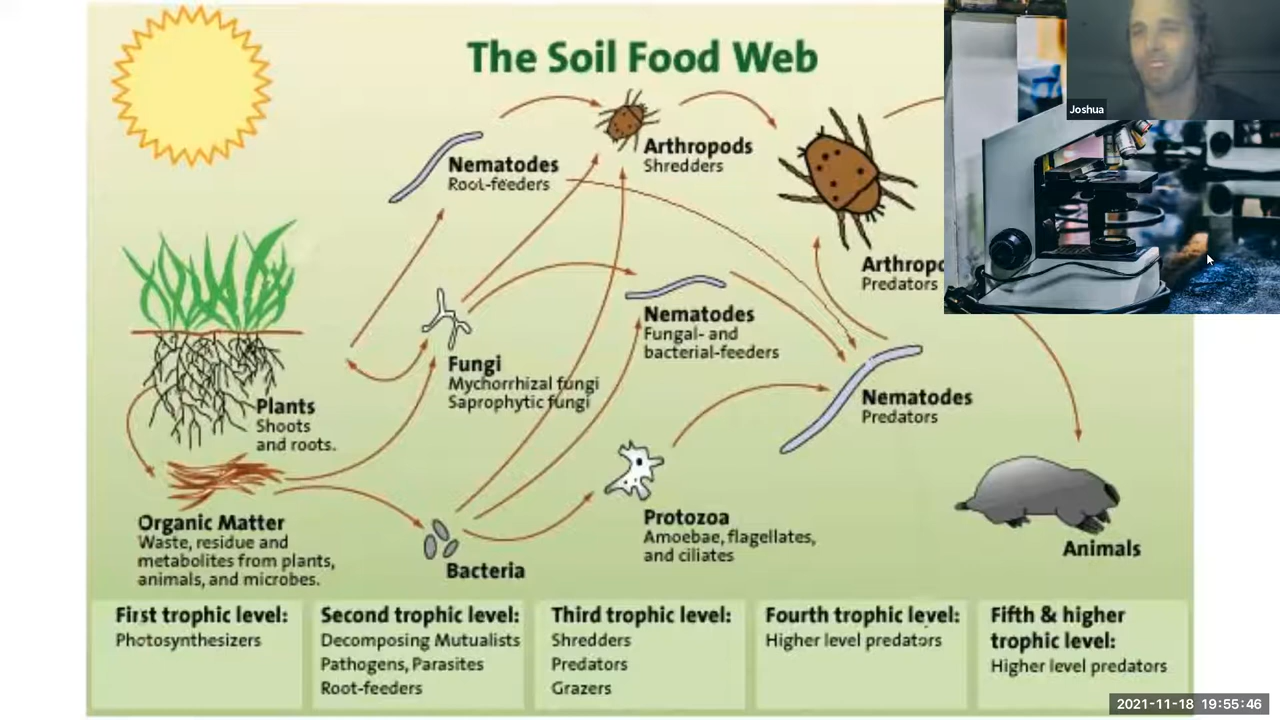 The Soil Food Web
Joshua
Nematodes
Root-feeders
Arthropods
Shredders
Predators
Nematodes
Fungal- and
bacterial-feeders
Fungi
Mychorrhizal fungi
Saprophytic fungi
Nematodes
Predators
Plants
Shoots
and roots.
Organic Matter
Waste, residue and
metabolites from plants,
animals, and microbes.
Bacteria
Protozoa
Amoebae, flagellates,
and ciliates
Animals
First trophic level:
Photosynthesizers
Second trophic level:
Decomposing Mutualists
Pathogens, Parasites
Root-feeders
Third trophic level:
Shredders
Predators
Grazers
Fourth trophic level:
Higher level predators
Fifth & higher
trophic level:
Higher level predators
2021-11-18 19:55:46